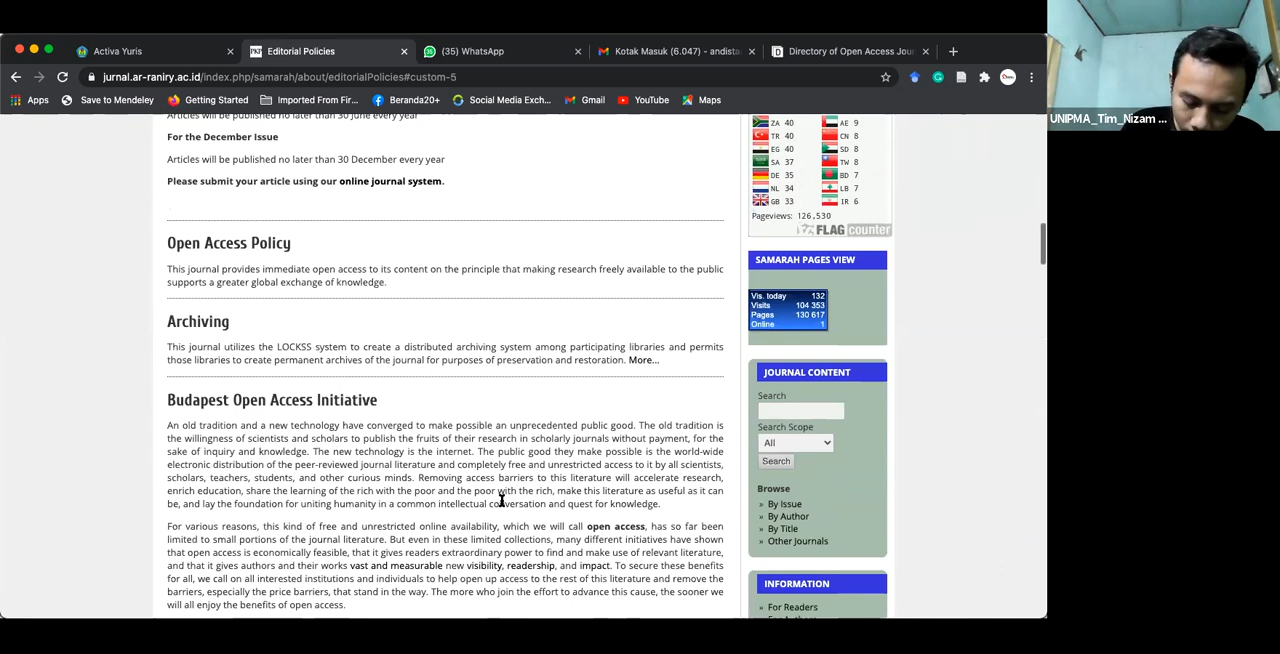 Activa Yuris
Editorial Policies
(35) WhatsApp
Kotak Masuk (6.047) - andista
Directory of Open Access Jou
jurnal.ar-raniry.ac.id/index.php/samarah/about/editorialPolicies#custom-5
Apps
Save to Mendeley
Getting Started
Imported From Fir...
Beranda20+
Social Media Exch...
Gmail
YouTube
Maps
UNIPMA_Tim_Nizam ...
Articles will be published no later than 30 June every year
For the December Issue
Articles will be published no later than 30 December every year
Please submit your article using our online journal system.
Open Access Policy
This journal provides immediate open access to its content on the principle that making research freely available to the public
supports a greater global exchange of knowledge.
Archiving
This journal utilizes the LOCKSS system to create a distributed archiving system among participating libraries and permits
those libraries to create permanent archives of the journal for purposes of preservation and restoration. More...
Budapest Open Access Initiative
An old tradition and a new technology have converged to make possible an unprecedented public good. The old tradition is
the willingness of scientists and scholars to publish the fruits of their research in scholarly journals without payment, for the
sake of inquiry and knowledge. The new technology is the internet. The public good they make possible is the world-wide
electronic distribution of the peer-reviewed journal literature and completely free and unrestricted access to it by all scientists,
scholars, teachers, students, and other curious minds. Removing access barriers to this literature will accelerate research,
enrich education, share the learning of the rich with the poor and the poor with the rich, make this literature as useful as it can
be, and lay the foundation for uniting humanity in a common intellectual conversation and quest for knowledge.
For various reasons, this kind of free and unrestricted online availability, which we will call open access, has so far been
limited to small portions of the journal literature. But even in these limited collections, many different initiatives have shown
that open access is economically feasible, that it gives readers extraordinary power to find and make use of relevant literature,
and that it gives authors and their works vast and measurable new visibility, readership, and impact. To secure these benefits
for all, we call on all interested institutions and individuals to help open up access to the rest of this literature and remove the
barriers, especially the price barriers, that stand in the way. The more who join the effort to advance this cause, the sooner we
will all enjoy the benefits of open access.
ZA 40 AE 9
TR 40 CN 8
EG 40 SD 8
SA 37 TW 8
DE 35 BD 7
NL 34 LB 7
GB 33 IR 6
Pageviews: 126,530
FLAG counter
SAMARAH PAGES VIEW
Vis. today 132
Visits 104 353
Pages 130 617
Online 1
JOURNAL CONTENT
Search
Search Scope
All
Search
Browse
» By Issue
» By Author
» By Title
» Other Journals
INFORMATION
» For Readers